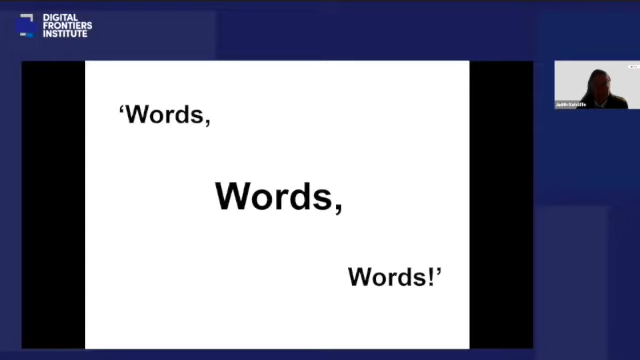 DIGITAL
FRONTIERS
INSTITUTE
‘Words,
Words,
Words!’